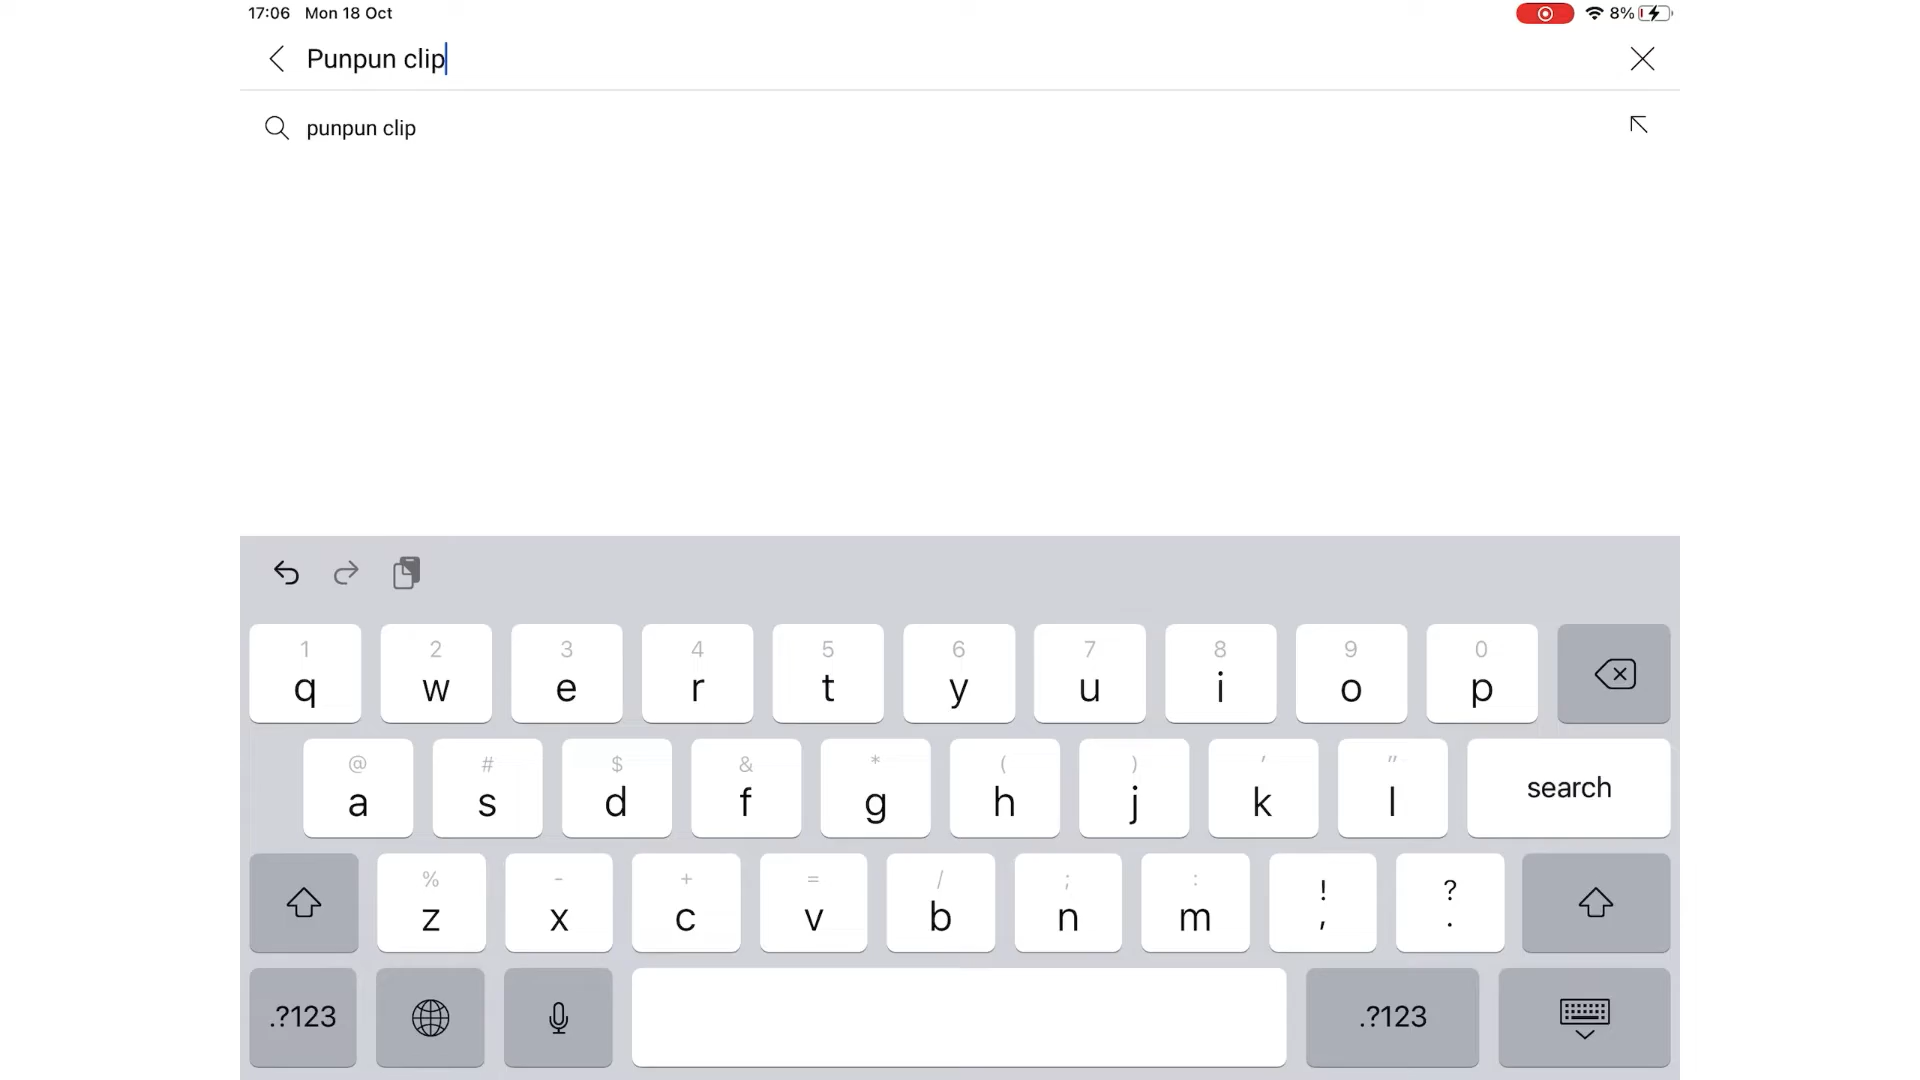 17:06 Mon 18 Oct 8%
Punpun clip
punpun clip
1 2 3 4 5 6 7 8 9 0
q w e r t y u i o p
@ # $ & * ( ) ' "
a s d f g h j k l search
% - + = / ; : ! ?
z x c v b n m , .
.?123 .?123